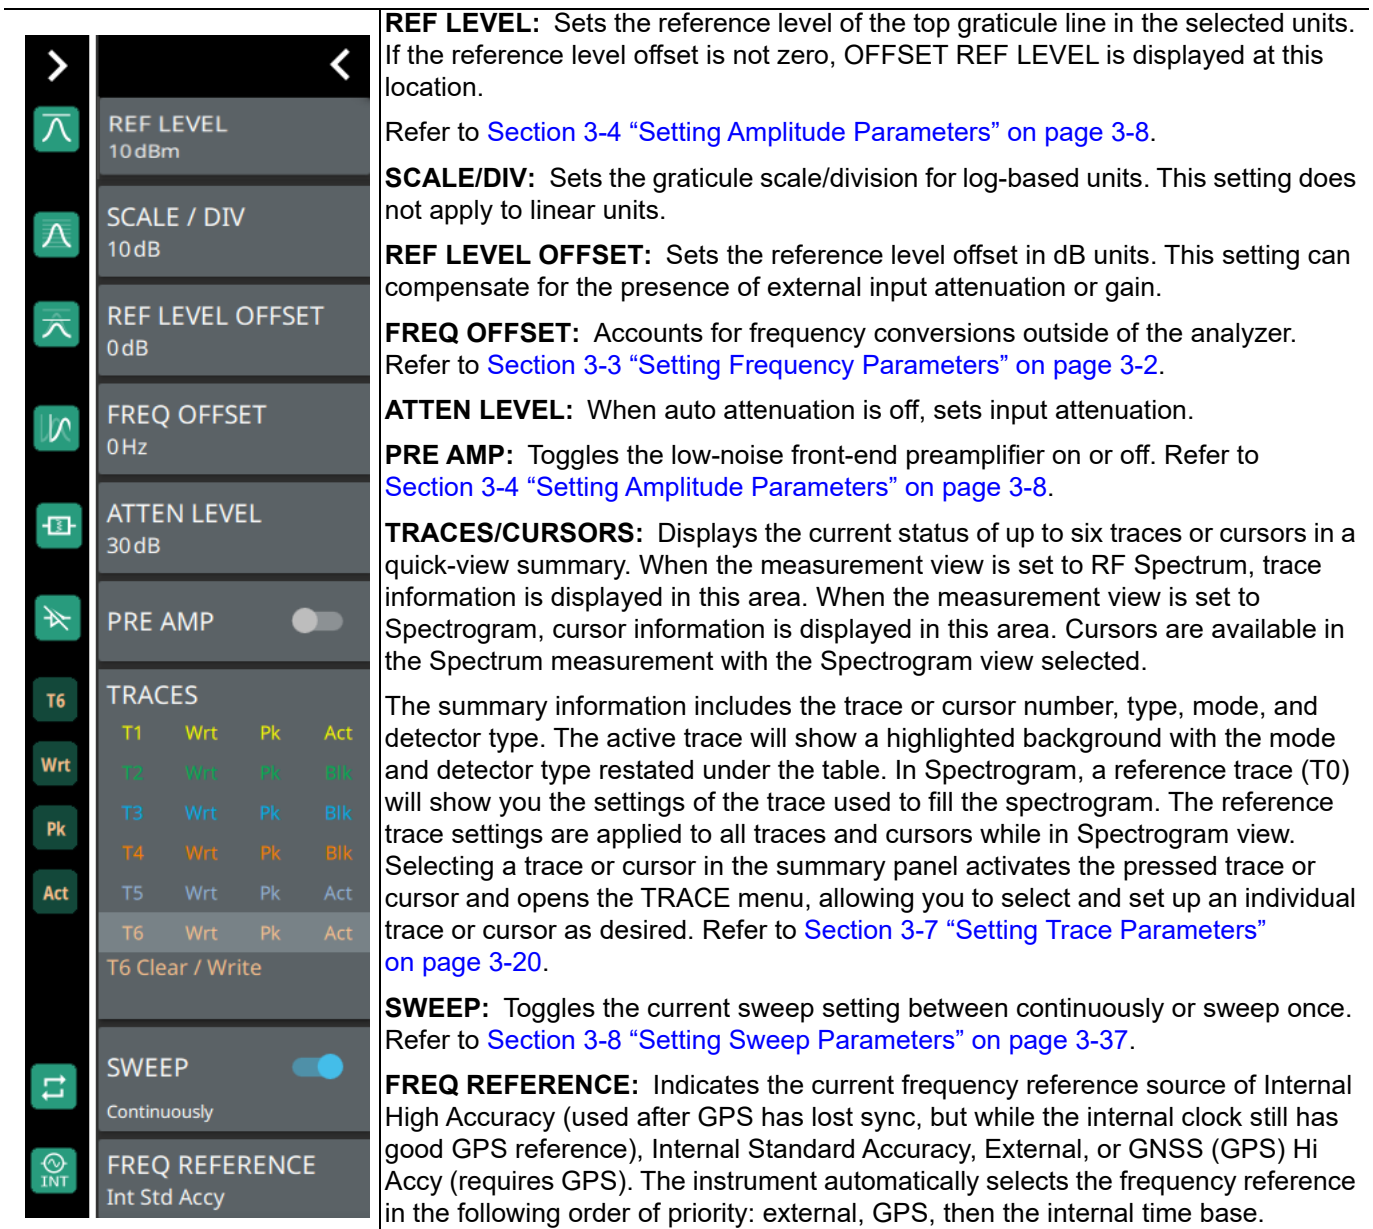 T6
Wrt
Pk
Act
INT
REF LEVEL
10 dBm
SCALE / DIV
10 dB
REF LEVEL OFFSET
0 dB
FREQ OFFSET
0 Hz
ATTEN LEVEL
30 dB
PRE AMP
TRACES
T1 Wrt Pk Act
T2 Wrt Pk Blk
T3 Wrt Pk Blk
T4 Wrt Pk Blk
T5 Wrt Pk Act
T6 Wrt Pk Act
T6 Clear / Write
SWEEP
Continuously
FREQ REFERENCE
Int Std Accy
REF LEVEL: Sets the reference level of the top graticule line in the selected units.
If the reference level offset is not zero, OFFSET REF LEVEL is displayed at this
location.
Refer to Section 3-4 “Setting Amplitude Parameters” on page 3-8.
SCALE/DIV: Sets the graticule scale/division for log-based units. This setting does
not apply to linear units.
REF LEVEL OFFSET: Sets the reference level offset in dB units. This setting can
compensate for the presence of external input attenuation or gain.
FREQ OFFSET: Accounts for frequency conversions outside of the analyzer.
Refer to Section 3-3 “Setting Frequency Parameters” on page 3-2.
ATTEN LEVEL: When auto attenuation is off, sets input attenuation.
PRE AMP: Toggles the low-noise front-end preamplifier on or off. Refer to
Section 3-4 “Setting Amplitude Parameters” on page 3-8.
TRACES/CURSORS: Displays the current status of up to six traces or cursors in a
quick-view summary. When the measurement view is set to RF Spectrum, trace
information is displayed in this area. When the measurement view is set to
Spectrogram, cursor information is displayed in this area. Cursors are available in
the Spectrum measurement with the Spectrogram view selected.
The summary information includes the trace or cursor number, type, mode, and
detector type. The active trace will show a highlighted background with the mode
and detector type restated under the table. In Spectrogram, a reference trace (T0)
will show you the settings of the trace used to fill the spectrogram. The reference
trace settings are applied to all traces and cursors while in Spectrogram view.
Selecting a trace or cursor in the summary panel activates the pressed trace or
cursor and opens the TRACE menu, allowing you to select and set up an individual
trace or cursor as desired. Refer to Section 3-7 “Setting Trace Parameters”
on page 3-20.
SWEEP: Toggles the current sweep setting between continuously or sweep once.
Refer to Section 3-8 “Setting Sweep Parameters” on page 3-37.
FREQ REFERENCE: Indicates the current frequency reference source of Internal
High Accuracy (used after GPS has lost sync, but while the internal clock still has
good GPS reference), Internal Standard Accuracy, External, or GNSS (GPS) Hi
Accy (requires GPS). The instrument automatically selects the frequency reference
in the following order of priority: external, GPS, then the internal time base.